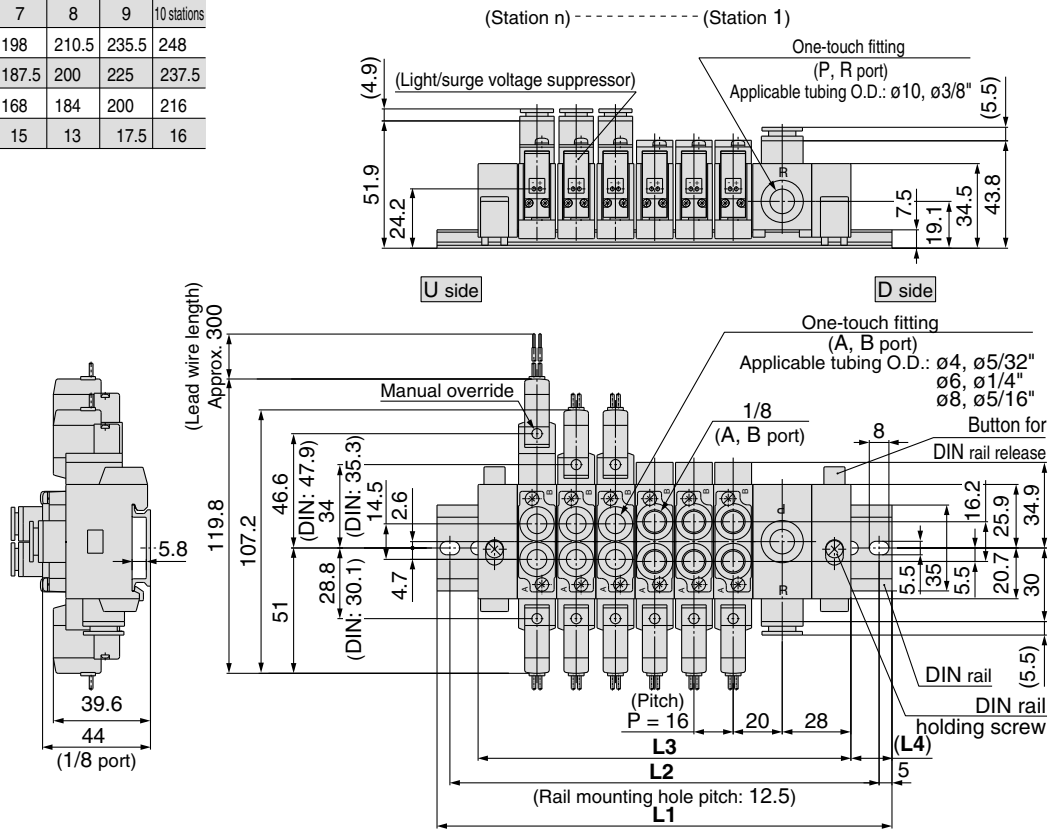 7 8 9 10 stations
198 210.5 235.5 248
187.5 200 225 237.5
168 184 200 216
15 13 17.5 16
(Station n) (Station 1)
One-touch fitting
(P, R port)
Applicable tubing O.D.: ø10, ø3/8"
(Light/surge voltage suppressor)
(4.9)
51.9
24.2
R
(5.5)
7.5
19.1
34.5
43.8
U side
D side
One-touch fitting
(A, B port)
Applicable tubing O.D.: ø4, ø5/32"
ø6, ø1/4"
ø8, ø5/16"
(Lead wire length)
Approx. 300
Manual override
1/8
(A, B port)
8
Button for
DIN rail release
119.8
107.2
46.6
(DIN: 47.9)
34
(DIN: 35.3)
14.5
2.6
51
28.8
(DIN: 30.1)
4.7
B B B B B B
A A A A A A
P
R
16.2
25.9
34.9
5.5
35
5.5
20.7
30
(5.5)
5.8
39.6
44
(1/8 port)
DIN rail
DIN rail
holding screw
(Pitch)
P = 16
20
28
L3
(L4)
L2
5
(Rail mounting hole pitch: 12.5)
L1